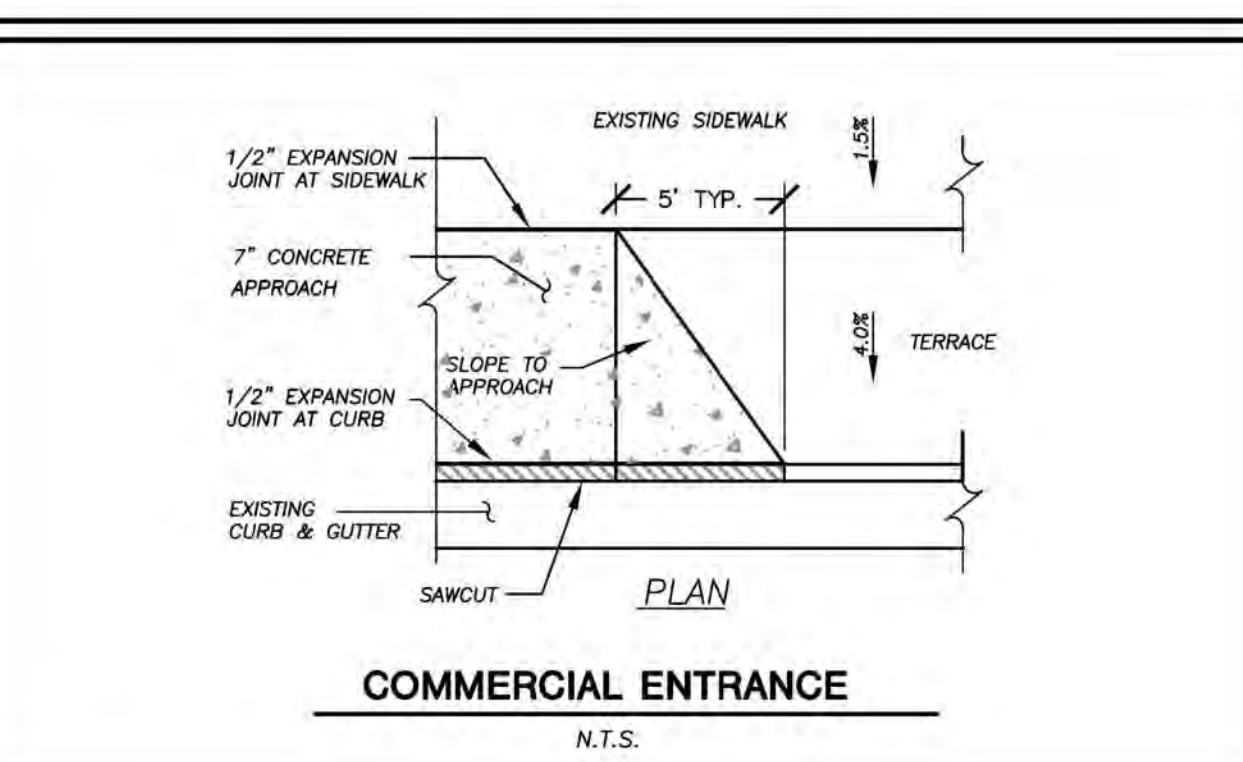 EXISTING SIDEWALK
1.5%
1/2" EXPANSION
JOINT AT SIDEWALK
5' TYP.
7" CONCRETE
APPROACH
4.0%
TERRACE
SLOPE TO
APPROACH
1/2" EXPANSION
JOINT AT CURB
EXISTING
CURB & GUTTER
SAWCUT
PLAN
COMMERCIAL ENTRANCE
N.T.S.